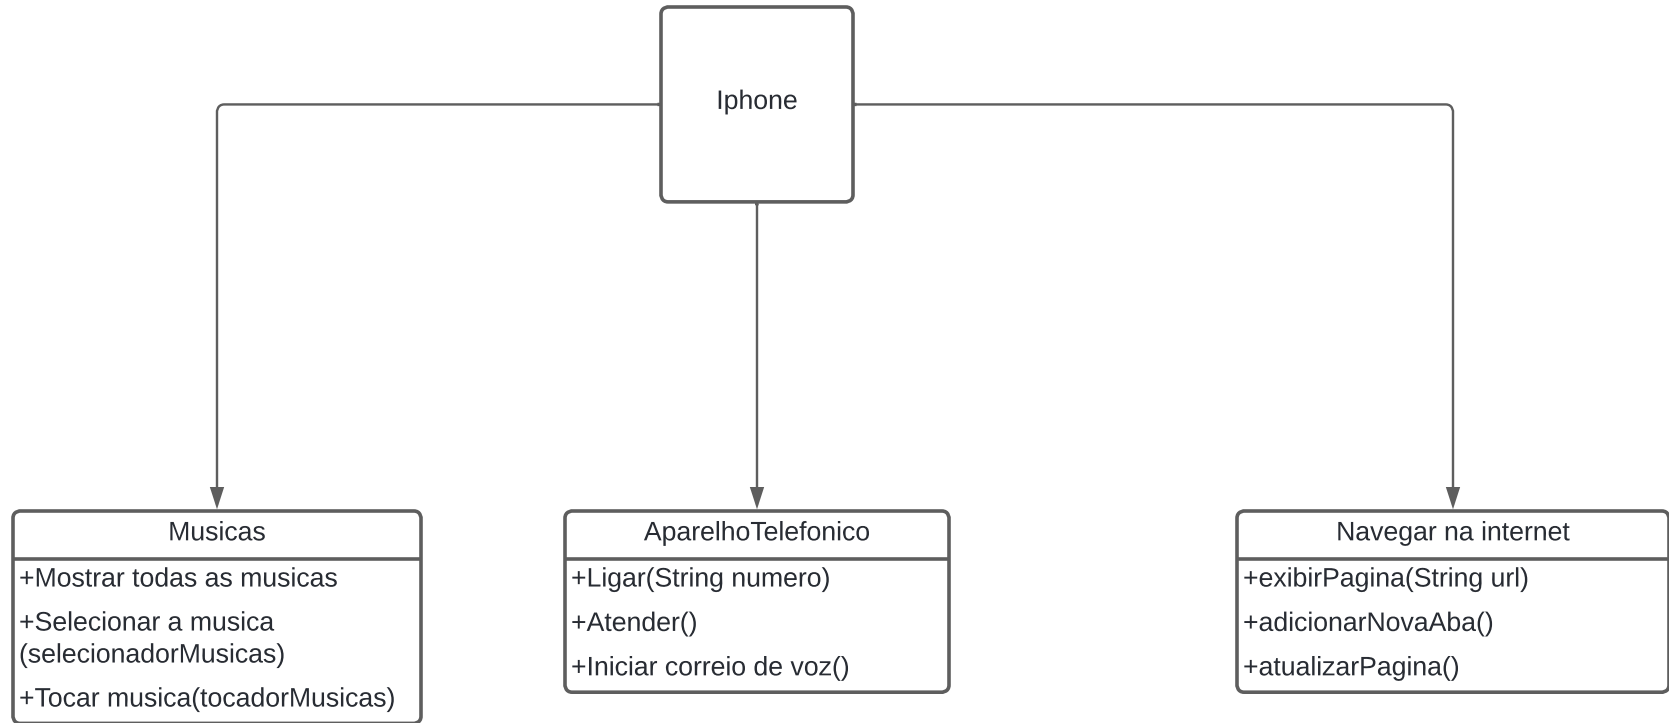 Iphone
Musicas
+Mostrar todas as musicas
+Selecionar a musica
(selecionadorMusicas)
+Tocar musica(tocadorMusicas)
AparelhoTelefonico
+Ligar(String numero)
+Atender()
+Iniciar correio de voz()
Navegar na internet
+exibirPagina(String url)
+adicionarNovaAba()
+atualizarPagina()